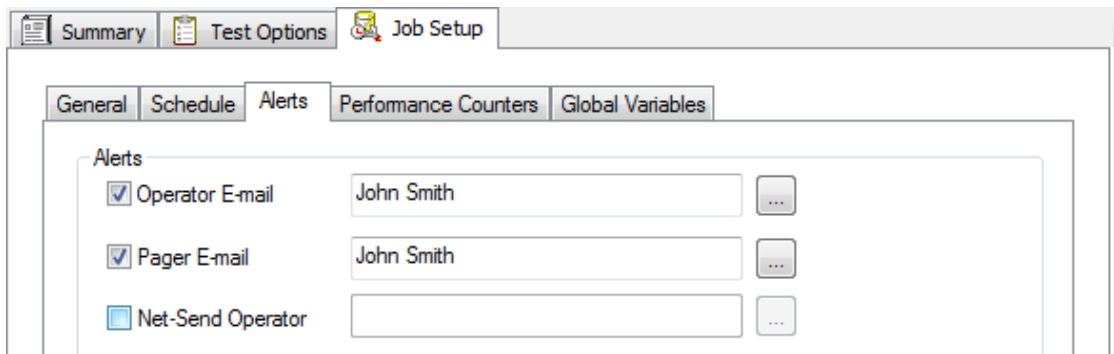 Summary Test Options Job Setup
General Schedule Alerts Performance Counters Global Variables
Alerts
Operator E-mail John Smith ...
Pager E-mail John Smith ...
Net-Send Operator ...